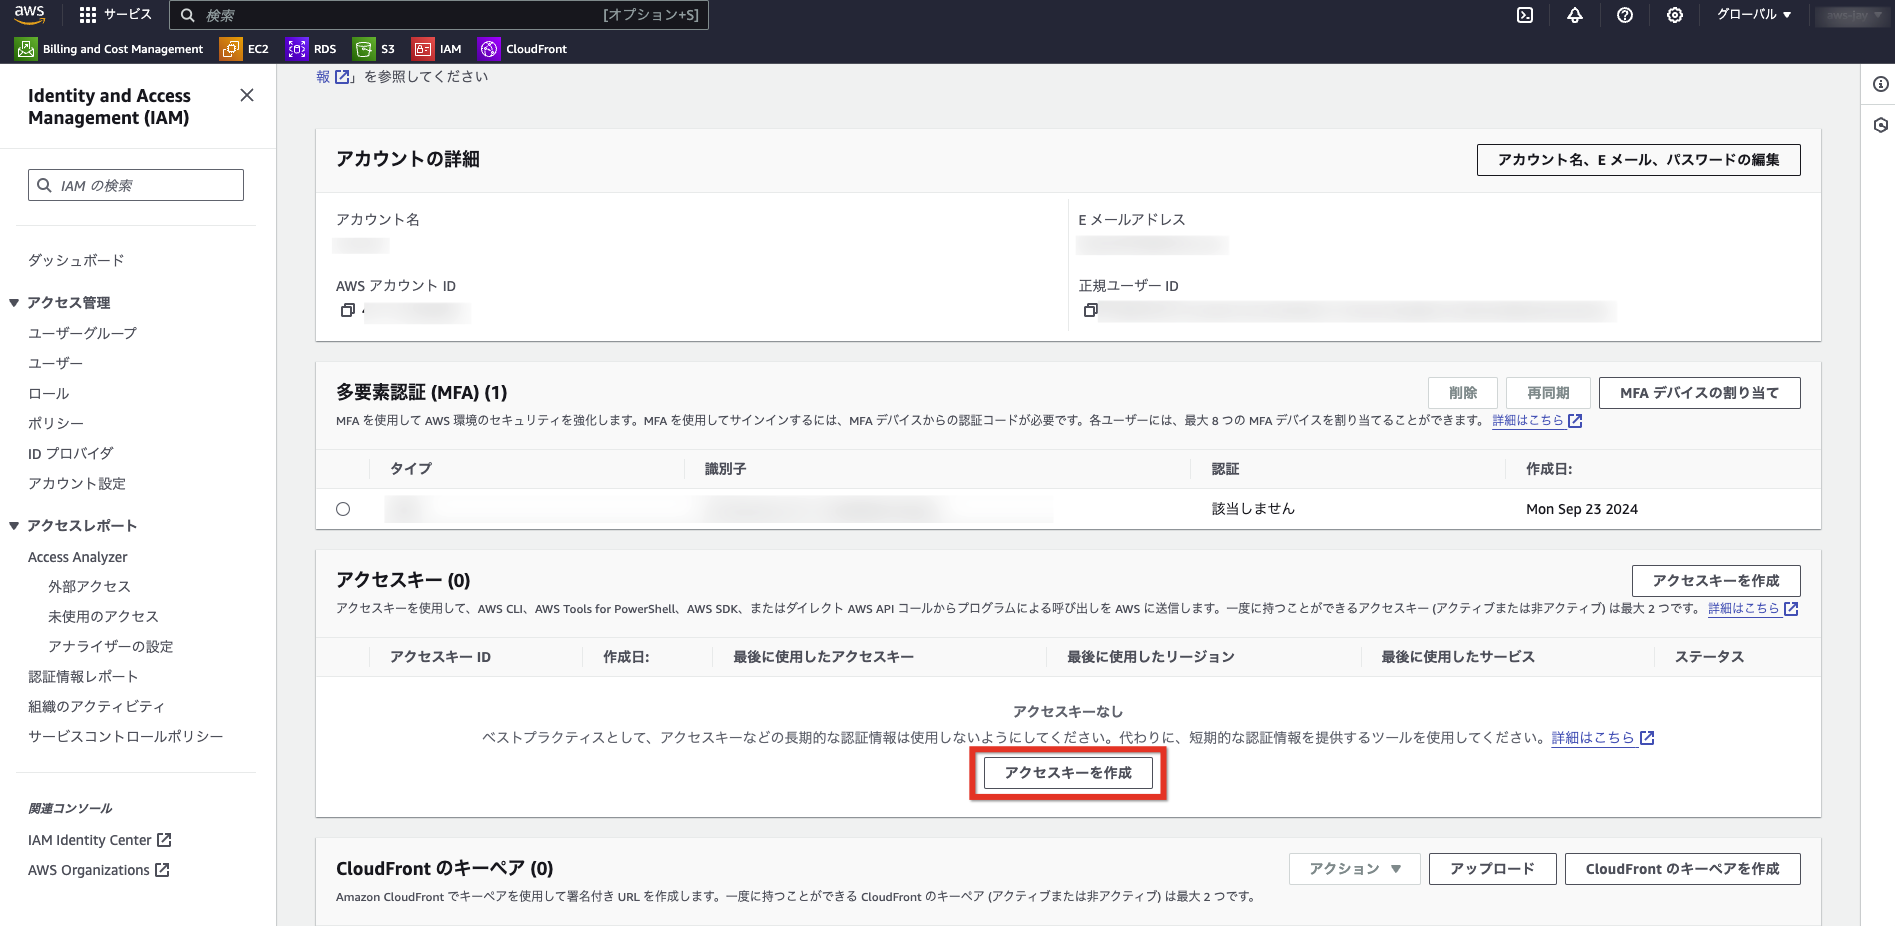 aws
サービス
検索
[オプション+S]
グローバル ▼
Billing and Cost Management
EC2
RDS
S3
IAM
CloudFront
Identity and Access Management (IAM)
IAM の検索
ダッシュボード
アクセス管理
ユーザーグループ
ユーザー
ロール
ポリシー
ID プロバイダ
アカウント設定
アクセスレポート
Access Analyzer
外部アクセス
未使用のアクセス
アナライザーの設定
認証情報レポート
組織のアクティビティ
サービスコントロールポリシー
関連コンソール
IAM Identity Center
AWS Organizations
報」を参照してください
アカウントの詳細
アカウント名、E メール、パスワードの編集
アカウント名
E メールアドレス
AWS アカウント ID
正規ユーザー ID
多要素認証 (MFA) (1)
削除
再同期
MFA デバイスの割り当て
MFA を使用して AWS 環境のセキュリティを強化します。MFA を使用してサインインするには、MFA デバイスからの認証コードが必要です。各ユーザーには、最大 8 つの MFA デバイスを割り当てることができます。 詳細はこちら
タイプ
識別子
認証
作成日:
該当しません
Mon Sep 23 2024
アクセスキー (0)
アクセスキーを作成
アクセスキーを使用して、AWS CLI、AWS Tools for PowerShell、AWS SDK、またはダイレクト AWS API コールからプログラムによる呼び出しを AWS に送信します。一度に持つことができるアクセスキー (アクティブまたは非アクティブ) は最大 2 つです。 詳細はこちら
アクセスキー ID
作成日:
最後に使用したアクセスキー
最後に使用したリージョン
最後に使用したサービス
ステータス
アクセスキーなし
ベストプラクティスとして、アクセスキーなどの長期的な認証情報は使用しないようにしてください。代わりに、短期的な認証情報を提供するツールを使用してください。 詳細はこちら
アクセスキーを作成
CloudFront のキーペア (0)
アクション ▼
アップロード
CloudFront のキーペアを作成
Amazon CloudFront でキーペアを使用して署名付き URL を作成します。一度に持つことができる CloudFront のキーペア (アクティブまたは非アクティブ) は最大 2 つです。